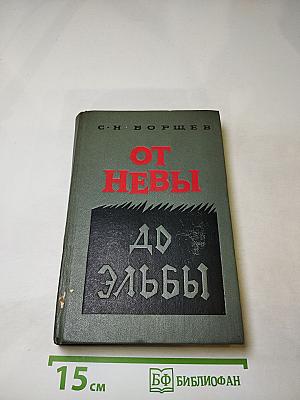 С·Н·БОРЩЕВ
ОТ
НЕВЫ
ДО
ЭЛЬБЫ
15 см
БФ БИБЛИОФАН